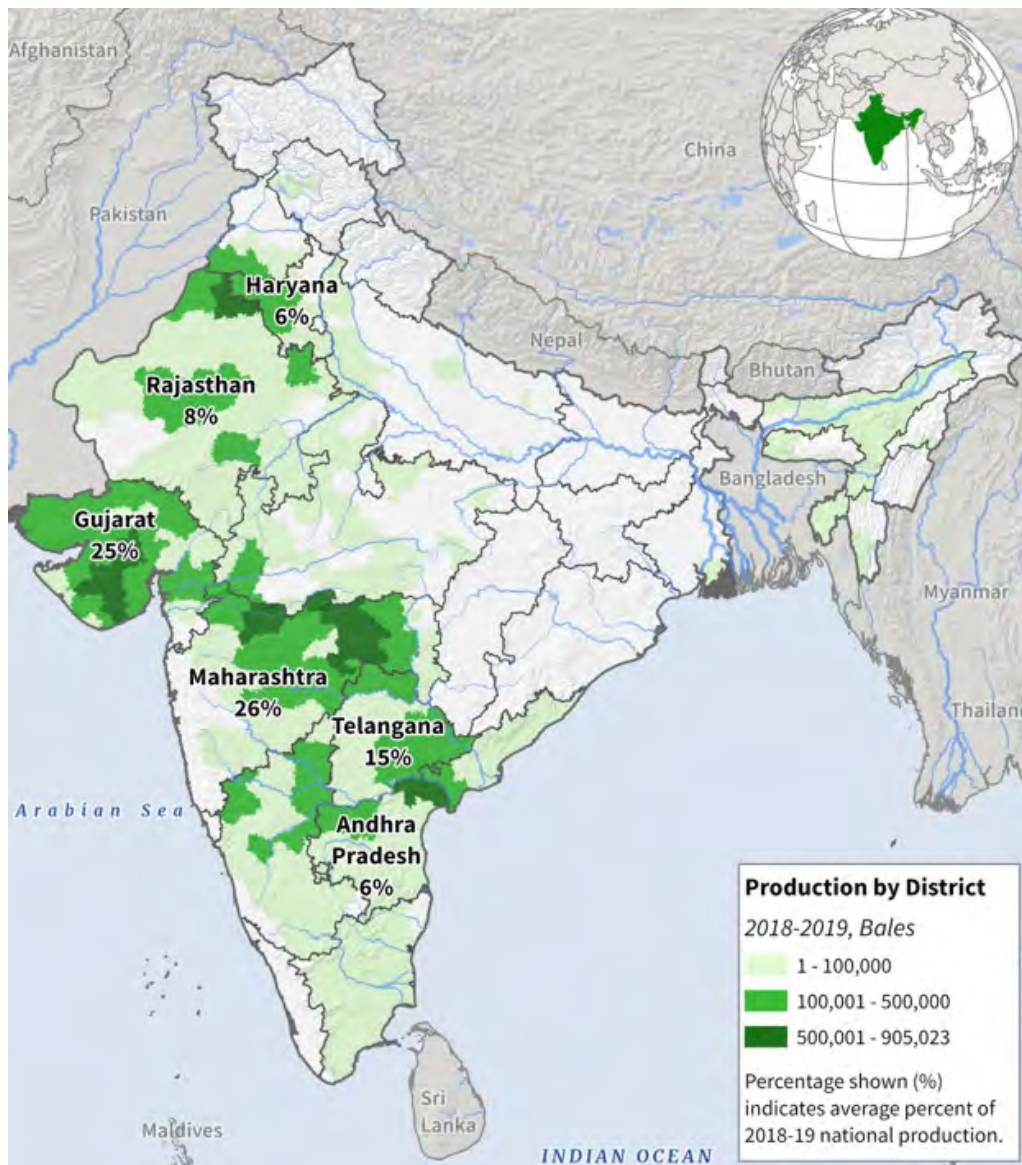 Afghanistan
China
Pakistan
Haryana
6%
Nepal
Bhutan
Rajasthan
8%
Bangladesh
Gujarat
25%
Myanmar
Maharashtra
26%
Telangana
15%
Thailan
Arabian Sea
Andhra
Pradesh
6%
Production by District
2018-2019, Bales
1 - 100,000
100,001 - 500,000
500,001 - 905,023
Percentage shown (%)
indicates average percent of
2018-19 national production.
Sri
Lanka
Maldives
INDIAN OCEAN